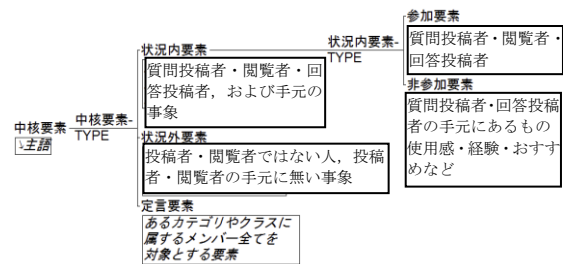 中核要素
↘主語
中核要素-
TYPE
状況内要素
質問投稿者・閲覧者・回
答投稿者，および手元の
事象
状況内要素-
TYPE
参加要素
質問投稿者・閲覧者・
回答投稿者
非参加要素
質問投稿者・回答投稿
者の手元にあるもの
使用感・経験・おすす
めなど
状況外要素
投稿者・閲覧者ではない人，投稿
者・閲覧者の手元に無い事象
定言要素
あるカテゴリやクラスに
属するメンバー全てを
対象とする要素